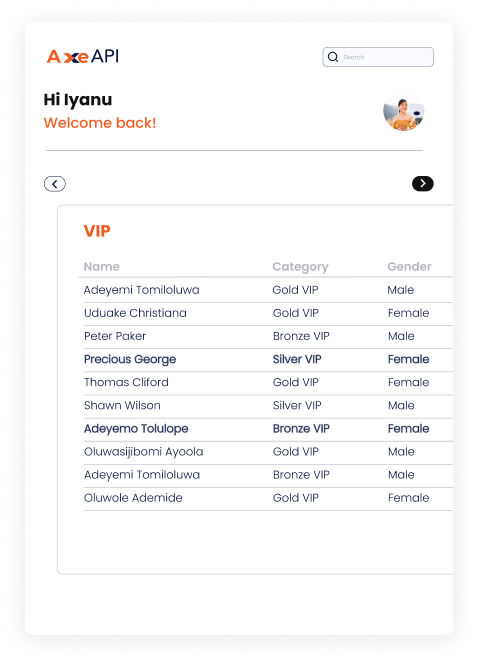 AxeAPI
Search
Hi Iyanu
Welcome back!
VIP
Name Category Gender
Adeyemi Tomiloluwa Gold VIP Male
Uduake Christiana Gold VIP Female
Peter Paker Bronze VIP Male
Precious George Silver VIP Female
Thomas Cliford Gold VIP Female
Shawn Wilson Silver VIP Male
Adeyemo Tolulope Bronze VIP Female
Oluwasijibomi Ayoola Gold VIP Male
Adeyemi Tomiloluwa Bronze VIP Male
Oluwole Ademide Gold VIP Female